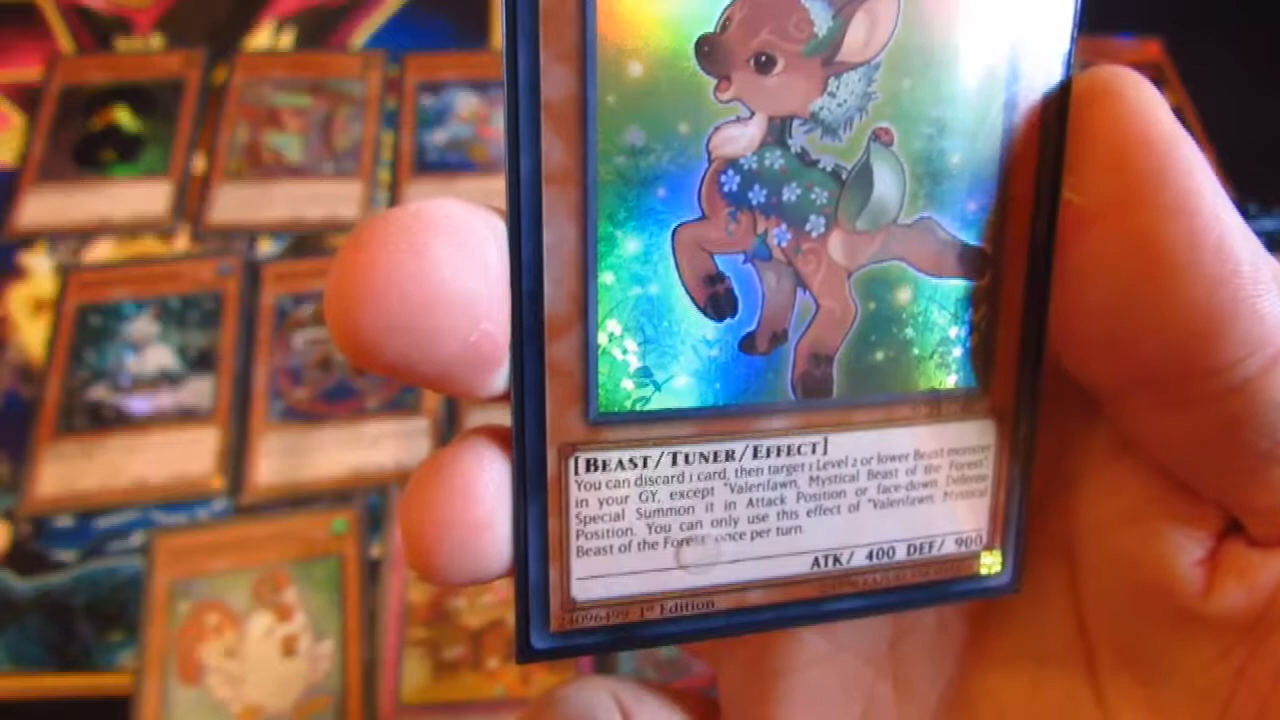 [BEAST/TUNER/EFFECT]
You can discard 1 card, then target 1 Level 2 or lower Beast monster
in your GY, except "Valerifawn, Mystical Beast of the Forest";
Special Summon it in Attack Position or face-down Defense
Position. You can only use this effect of "Valerifawn, Mystical
Beast of the Forest" once per turn.
ATK/ 400 DEF/ 900
24096499 1st Edition